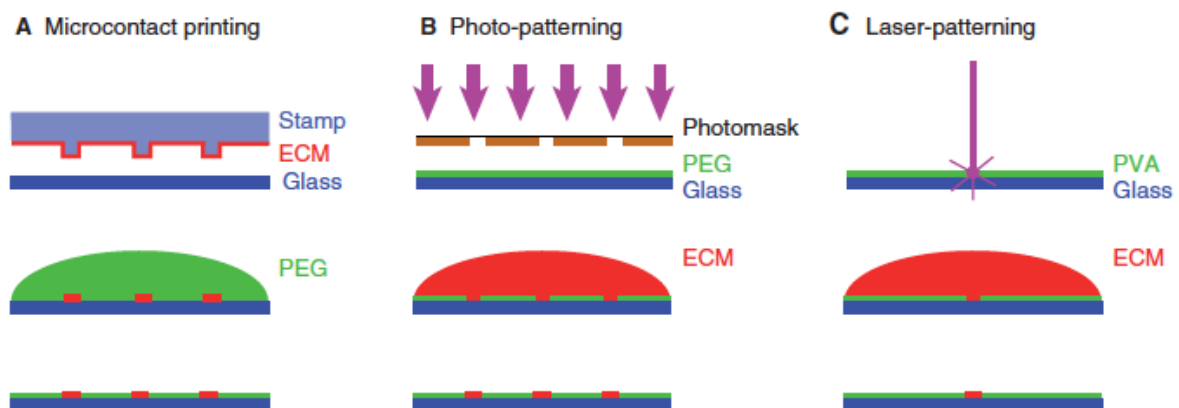 A Microcontact printing
Stamp
ECM
Glass
PEG
B Photo-patterning
Photomask
PEG
Glass
ECM
C Laser-patterning
PVA
Glass
ECM